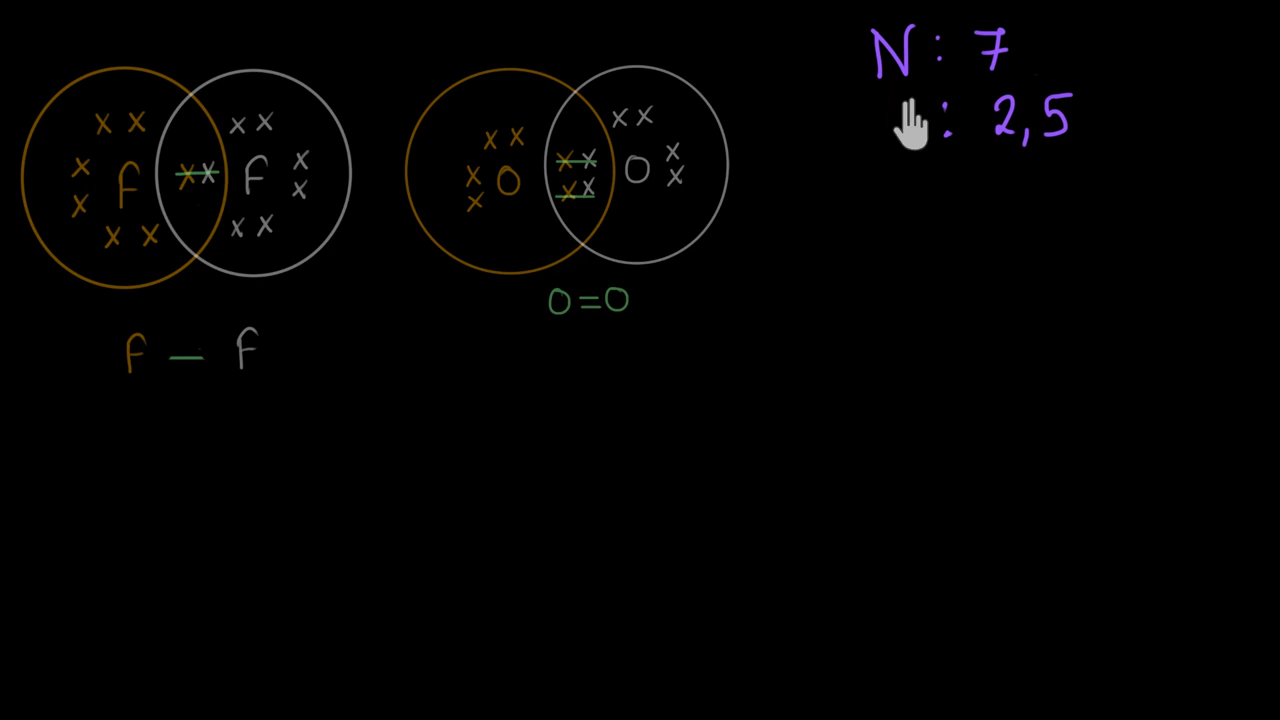 x x x x x x F x x x F x x x x x x x
F — F
x x x x O x x x x O x x x x
O=O
N: 7
: 2,5